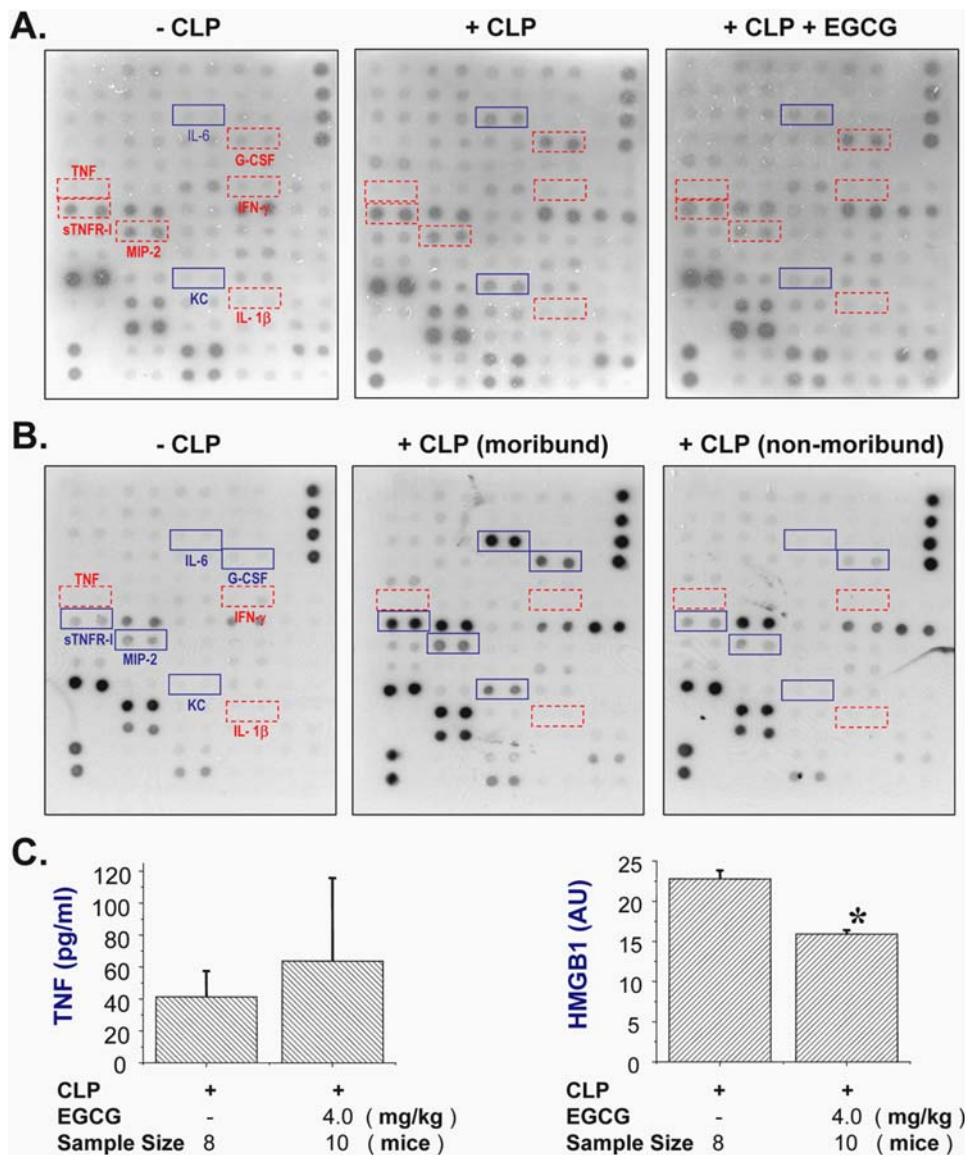 A.
- CLP
+ CLP
+ CLP + EGCG
IL-6
G-CSF
TNF
IFN-γ
sTNFR-I
MIP-2
KC
IL- 1β
B.
- CLP
+ CLP (moribund)
+ CLP (non-moribund)
IL-6
G-CSF
TNF
IFN-γ
sTNFR-I
MIP-2
KC
IL- 1β
C.
TNF (pg/ml)
120
100
80
60
40
20
0
CLP + +
EGCG - 4.0 ( mg/kg )
Sample Size 8 10 ( mice )
HMGB1 (AU)
25
23
15
13
5
0
*
CLP + +
EGCG - 4.0 ( mg/kg )
Sample Size 8 10 ( mice )